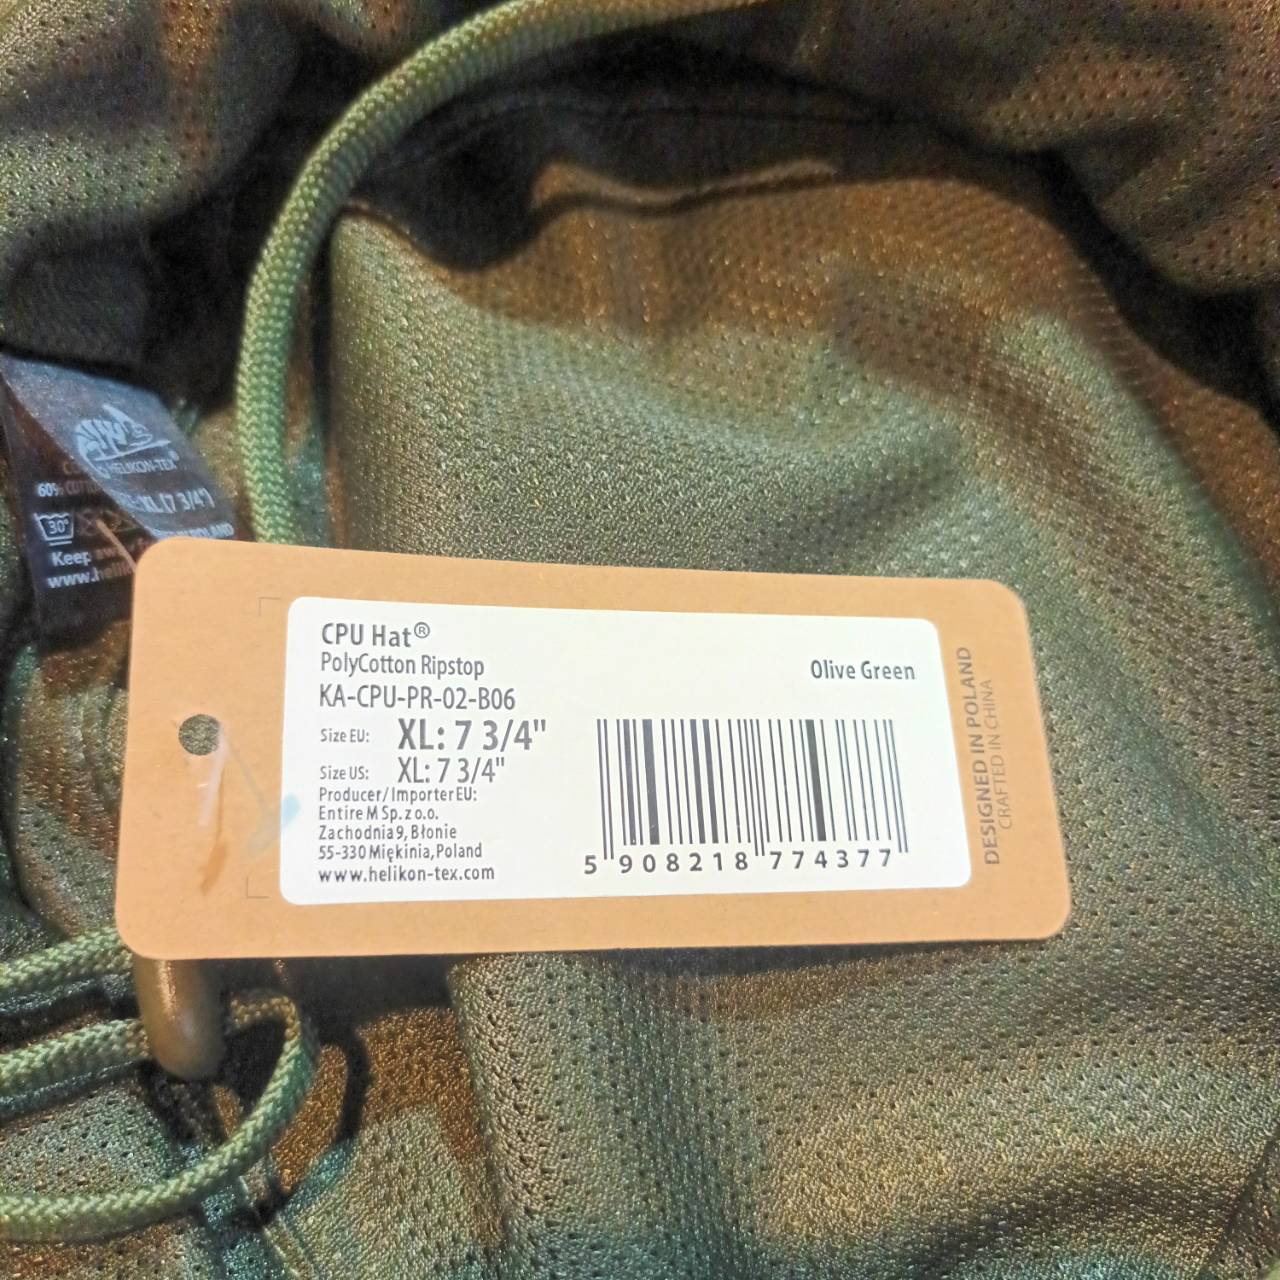 HELIKON-TEX®
XL (7 3/4")
60% COTTON
30°
Keep away
www.h
CPU Hat®
PolyCotton Ripstop
KA-CPU-PR-02-B06
Olive Green
Size EU: XL: 7 3/4"
Size US: XL: 7 3/4"
Producer/ Importer EU:
Entire M Sp. z o.o.
Zachodnia 9, Błonie
55-330 Miękinia, Poland
www.helikon-tex.com
5 908218 774377
DESIGNED IN POLAND
CRAFTED IN CHINA